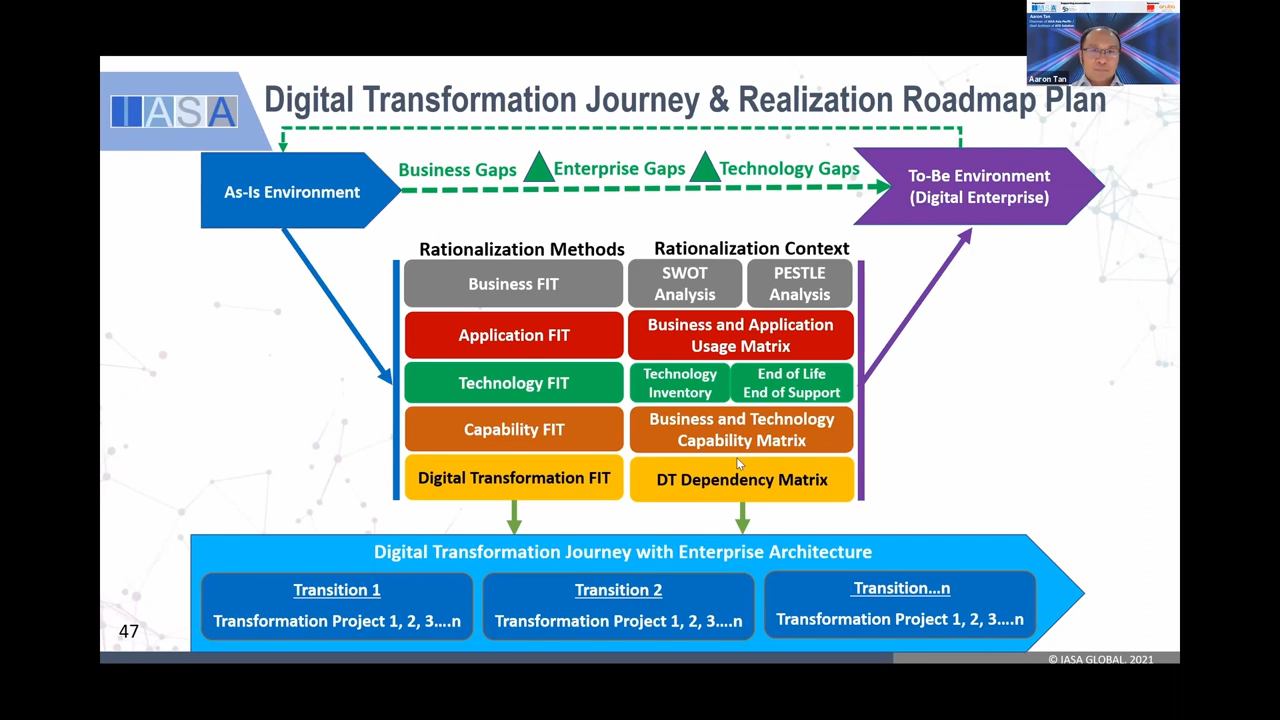 IASA
Digital Transformation Journey & Realization Roadmap Plan
Aaron Tan
Aaron Tan
As-Is Environment
Business Gaps
Enterprise Gaps
Technology Gaps
To-Be Environment
(Digital Enterprise)
Rationalization Methods
Rationalization Context
Business FIT
SWOT
Analysis
PESTLE
Analysis
Application FIT
Business and Application
Usage Matrix
Technology FIT
Technology
Inventory
End of Life
End of Support
Capability FIT
Business and Technology
Capability Matrix
Digital Transformation FIT
DT Dependency Matrix
Digital Transformation Journey with Enterprise Architecture
Transition 1
Transformation Project 1, 2, 3....n
Transition 2
Transformation Project 1, 2, 3....n
Transition...n
Transformation Project 1, 2, 3....n
47
© IASA GLOBAL. 2021